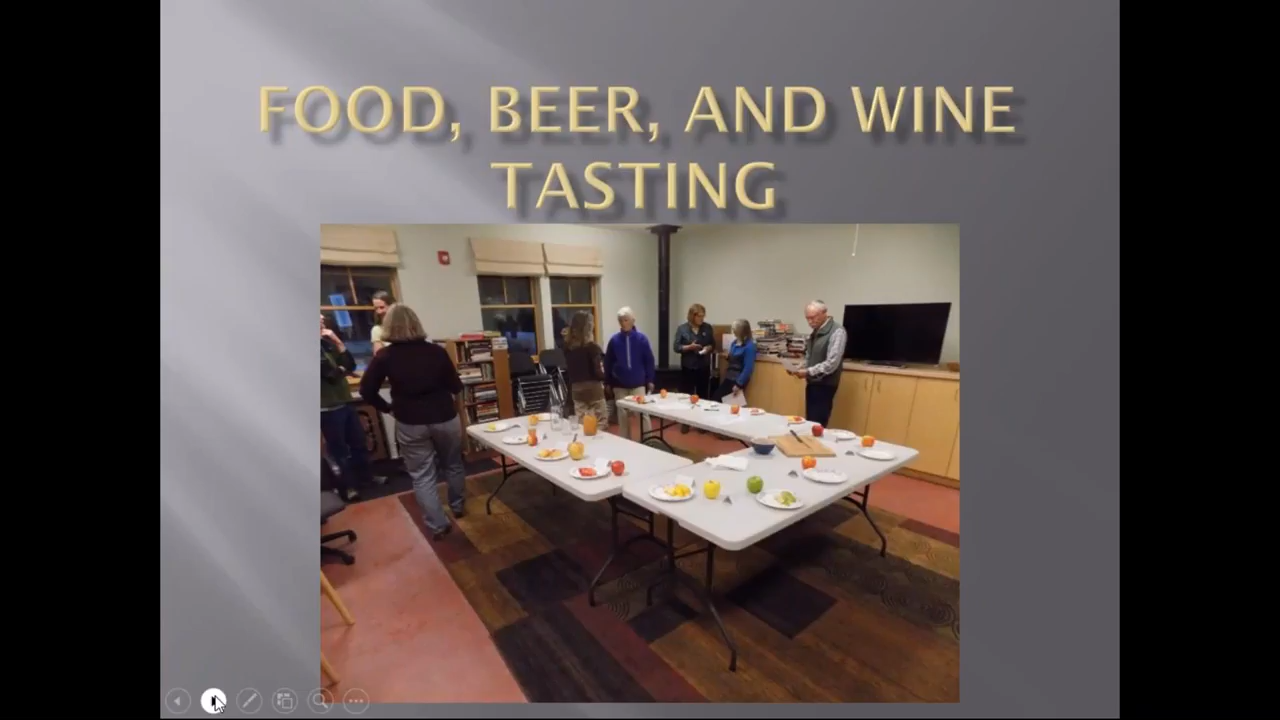 FOOD, BEER, AND WINE
TASTING